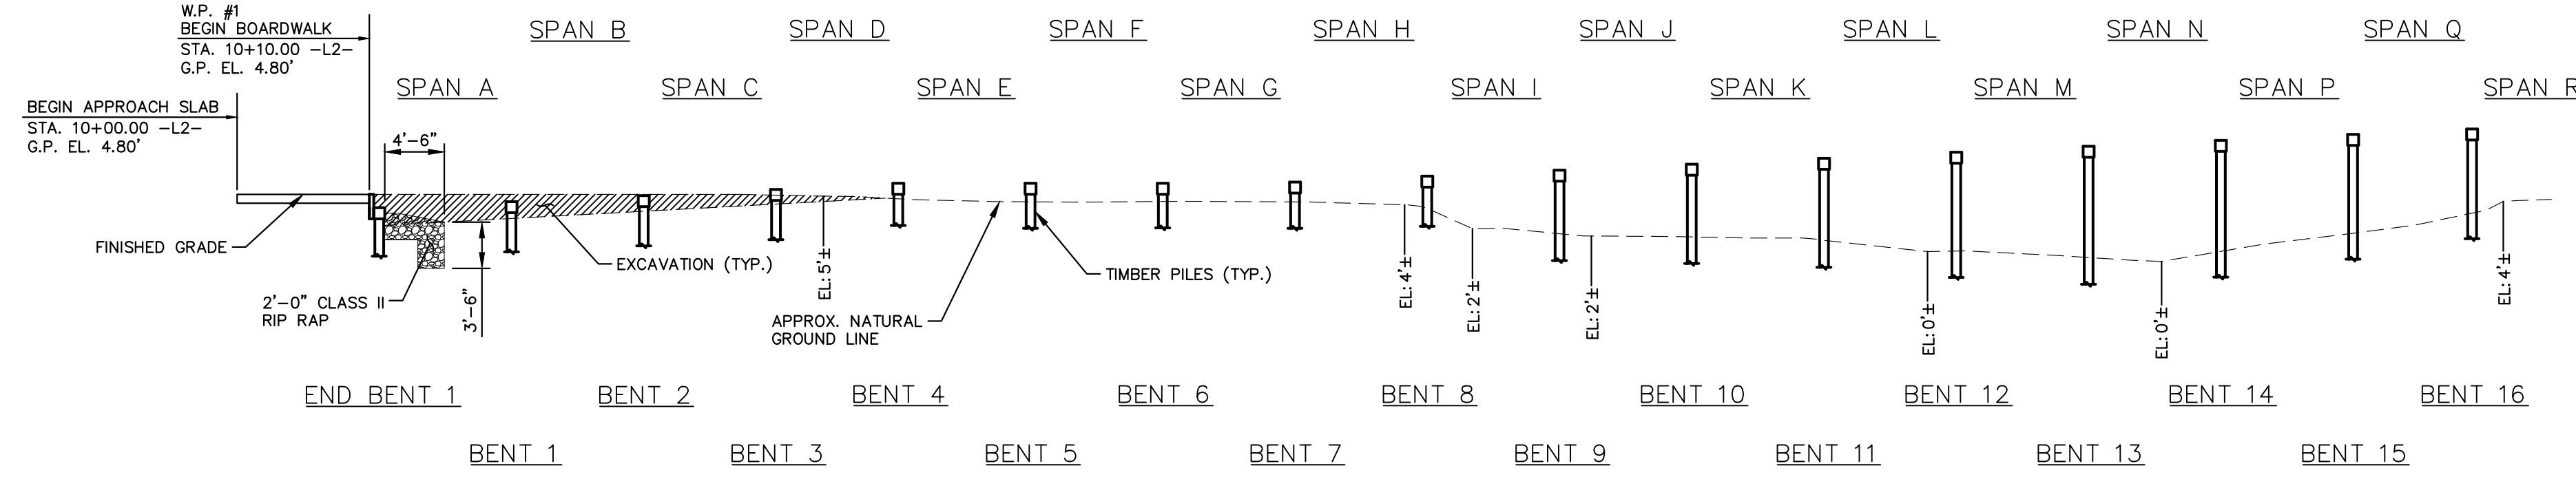 W.P. #1
BEGIN BOARDWALK
STA. 10+10.00 -L2-
G.P. EL. 4.80'
BEGIN APPROACH SLAB
STA. 10+00.00 -L2-
G.P. EL. 4.80'
SPAN B
SPAN D
SPAN F
SPAN H
SPAN J
SPAN L
SPAN N
SPAN Q
SPAN A
SPAN C
SPAN E
SPAN G
SPAN I
SPAN K
SPAN M
SPAN P
SPAN R
4'-6"
FINISHED GRADE
2'-0" CLASS II
RIP RAP
3'-6"
EXCAVATION (TYP.)
EL: 5'±
APPROX. NATURAL
GROUND LINE
TIMBER PILES (TYP.)
EL: 4'±
EL: 2'±
EL: 2'±
EL: 0'±
EL: 0'±
EL: 4'±
END BENT 1
BENT 2
BENT 4
BENT 6
BENT 8
BENT 10
BENT 12
BENT 14
BENT 16
BENT 1
BENT 3
BENT 5
BENT 7
BENT 9
BENT 11
BENT 13
BENT 15